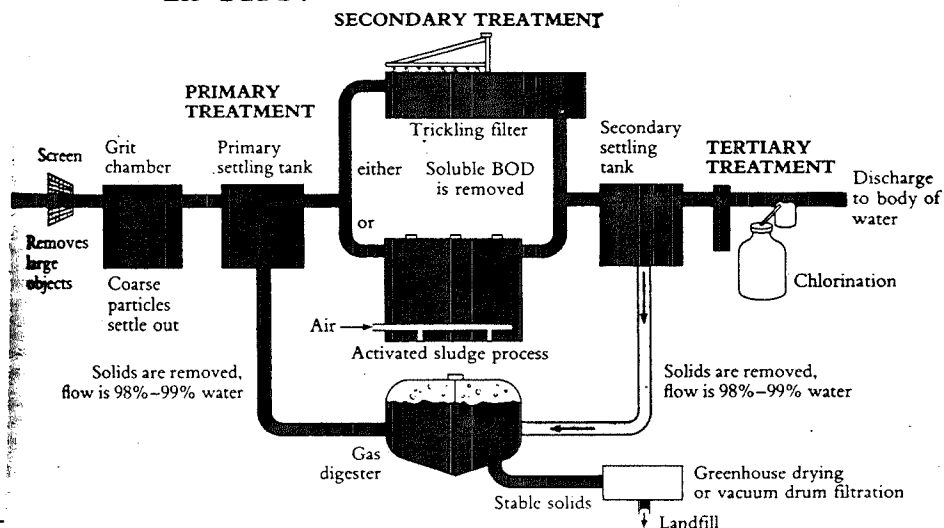 SECONDARY TREATMENT
PRIMARY
TREATMENT
Trickling filter
Screen
Grit
chamber
Primary
settling tank
either
Soluble BOD
is removed
Secondary
settling
tank
TERTIARY
TREATMENT
Discharge
to body of
water
or
Removes
large
objects
Coarse
particles
settle out
Chlorination
Air
Activated sludge process
Solids are removed,
flow is 98%–99% water
Solids are removed,
flow is 98%–99% water
Gas
digester
Stable solids
Greenhouse drying
or vacuum drum filtration
Landfill